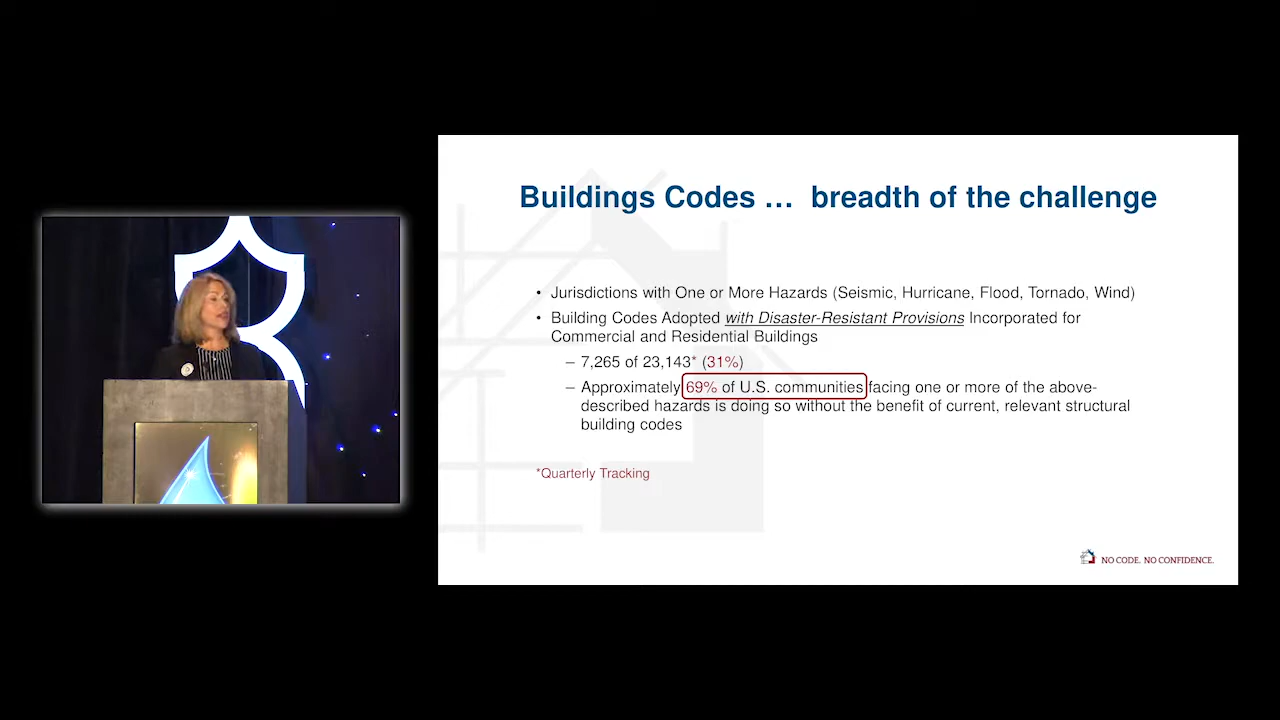 Buildings Codes … breadth of the challenge
• Jurisdictions with One or More Hazards (Seismic, Hurricane, Flood, Tornado, Wind)
• Building Codes Adopted with Disaster-Resistant Provisions Incorporated for
Commercial and Residential Buildings
– 7,265 of 23,143* (31%)
– Approximately 69% of U.S. communities facing one or more of the above-
described hazards is doing so without the benefit of current, relevant structural
building codes
*Quarterly Tracking
NO CODE. NO CONFIDENCE.